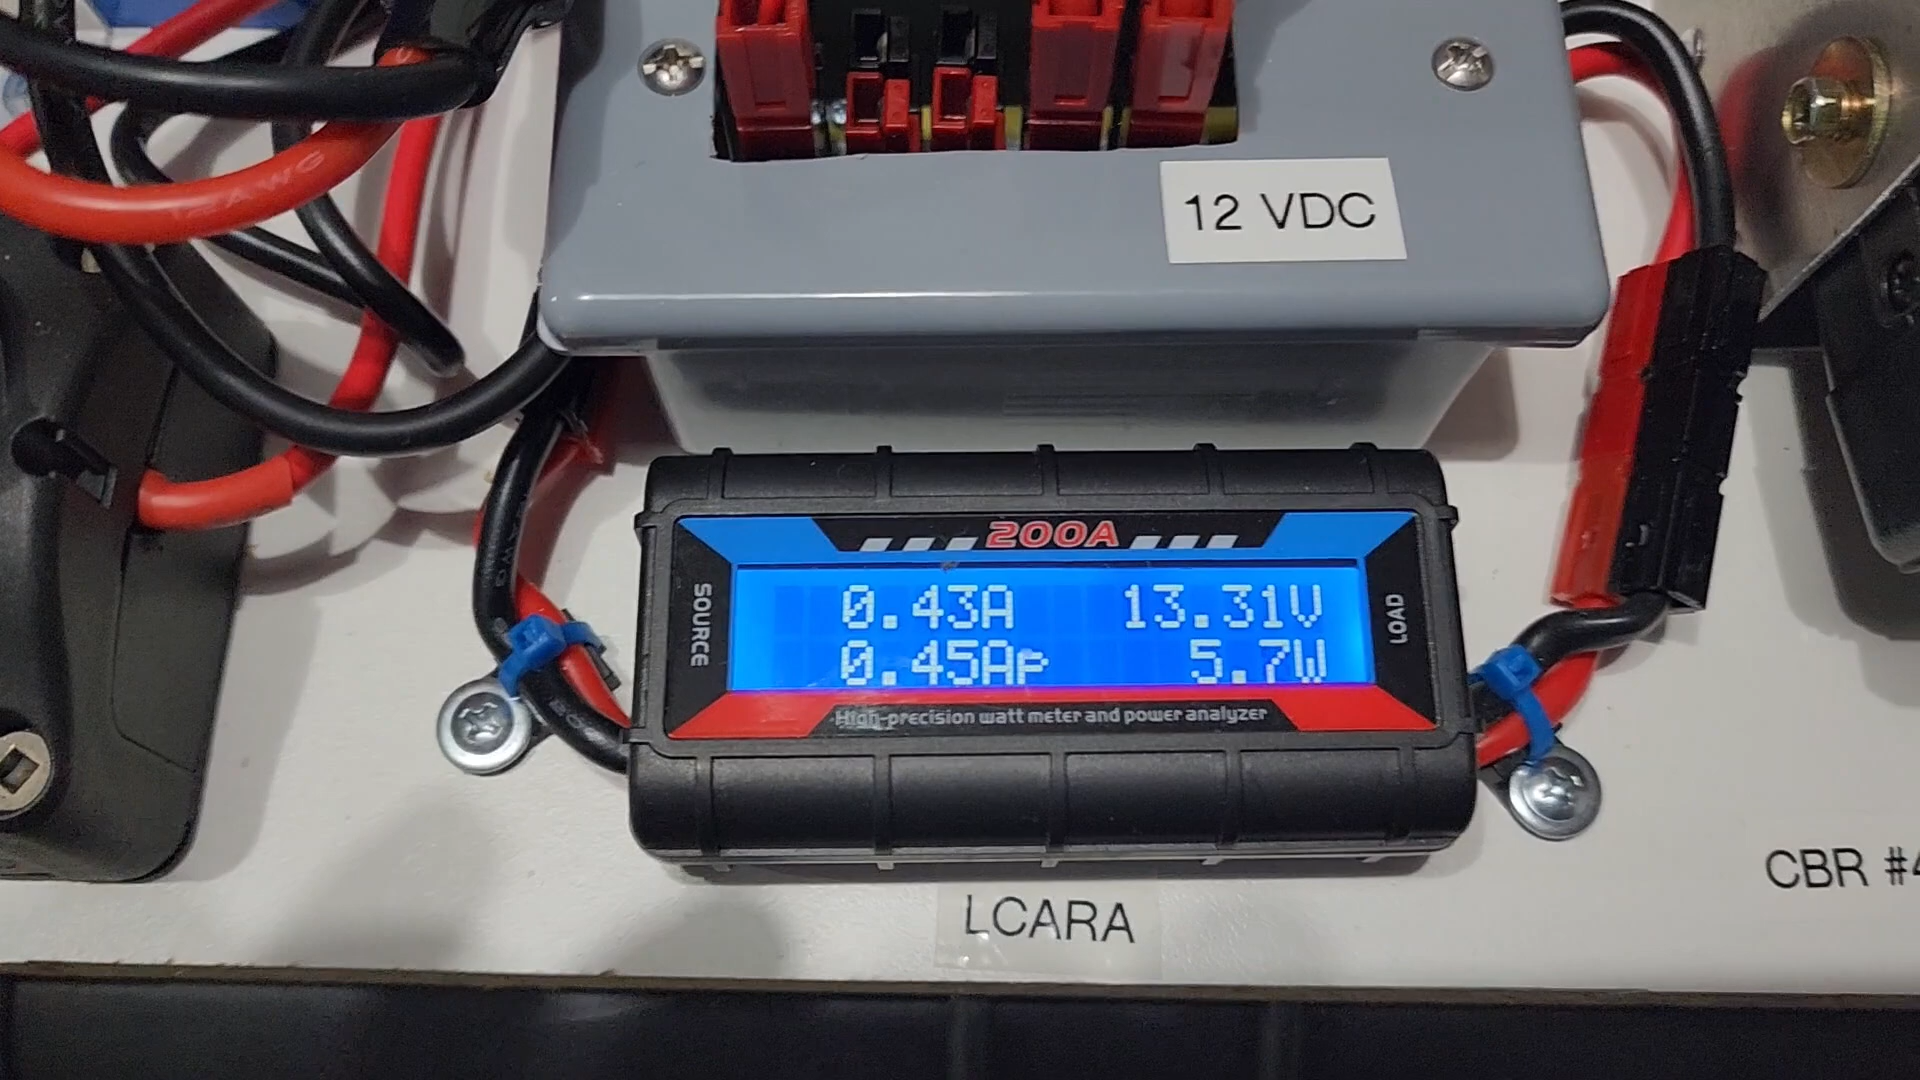 12 VDC
200A
SOURCE
0.43A 13.31V
0.45Ap 5.7W
LOAD
High-precision watt meter and power analyzer
CBR #4
LCARA